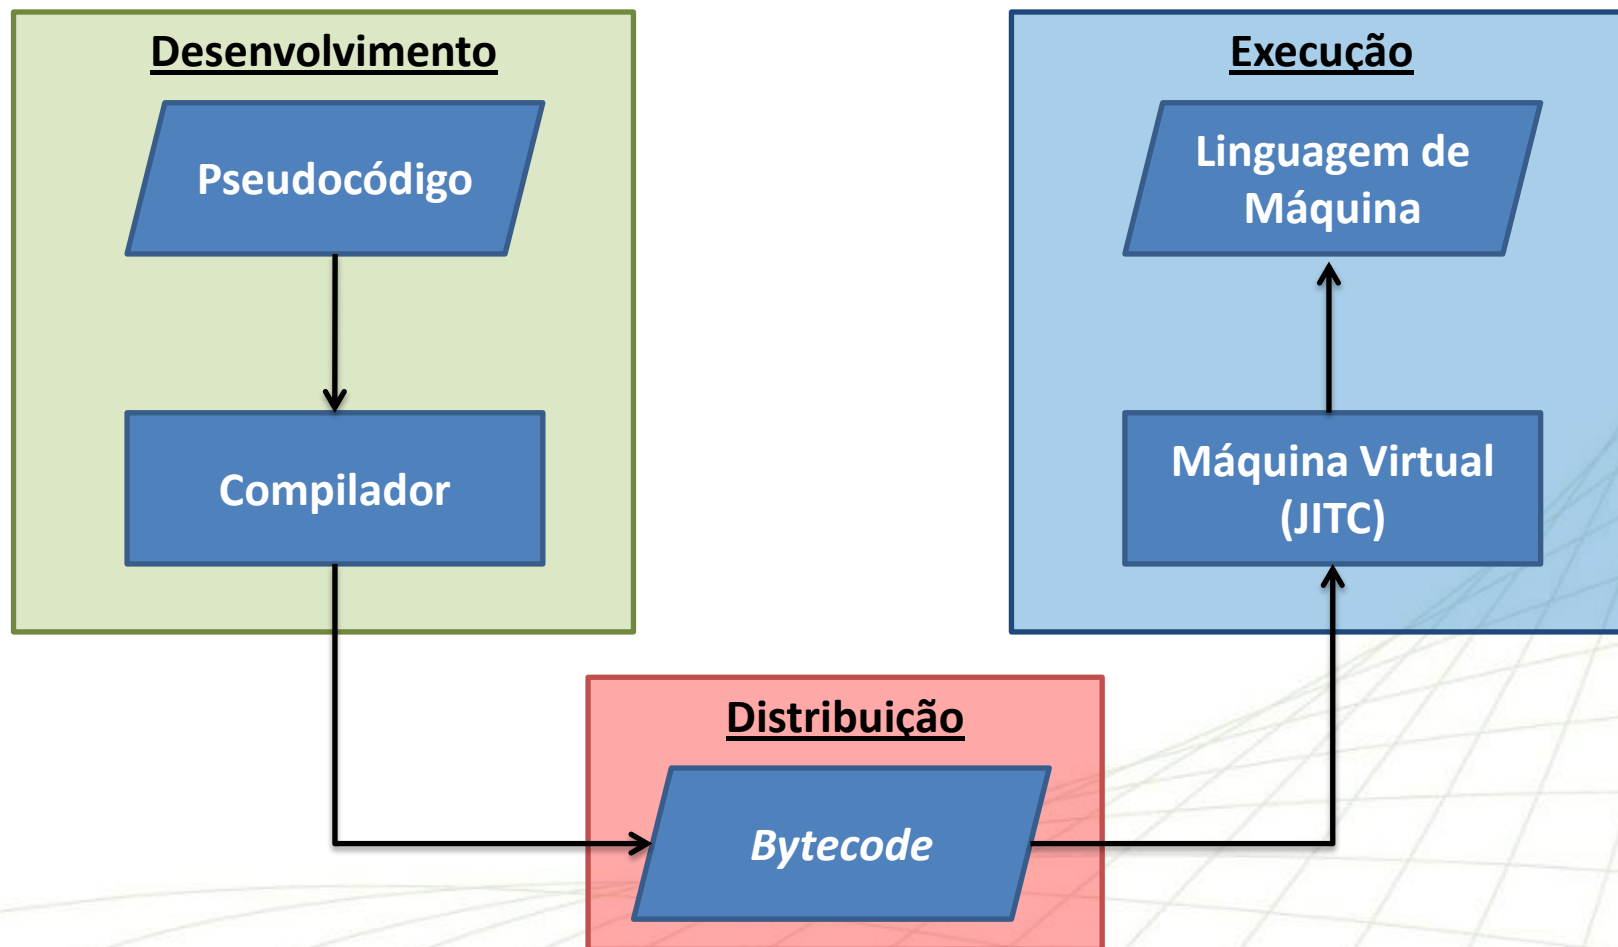 Desenvolvimento
Pseudocódigo
Compilador
Distribuição
Bytecode
Execução
Linguagem de
Máquina
Máquina Virtual
(JITC)